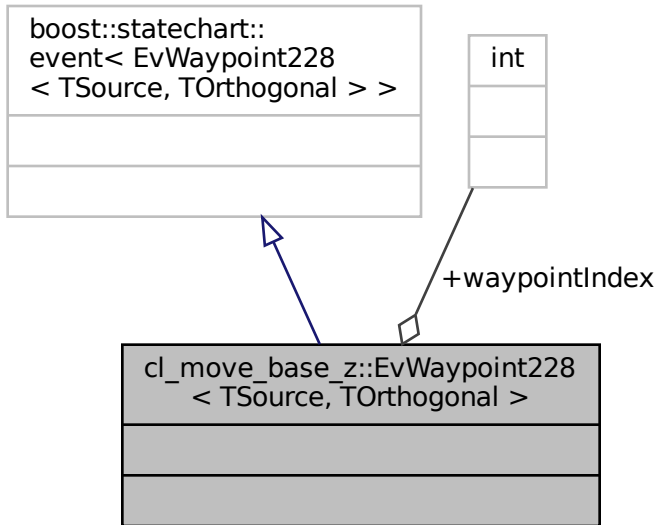 boost::statechart::
event< EvWaypoint228
< TSource, TOrthogonal > >
int
+waypointIndex
cl_move_base_z::EvWaypoint228
< TSource, TOrthogonal >